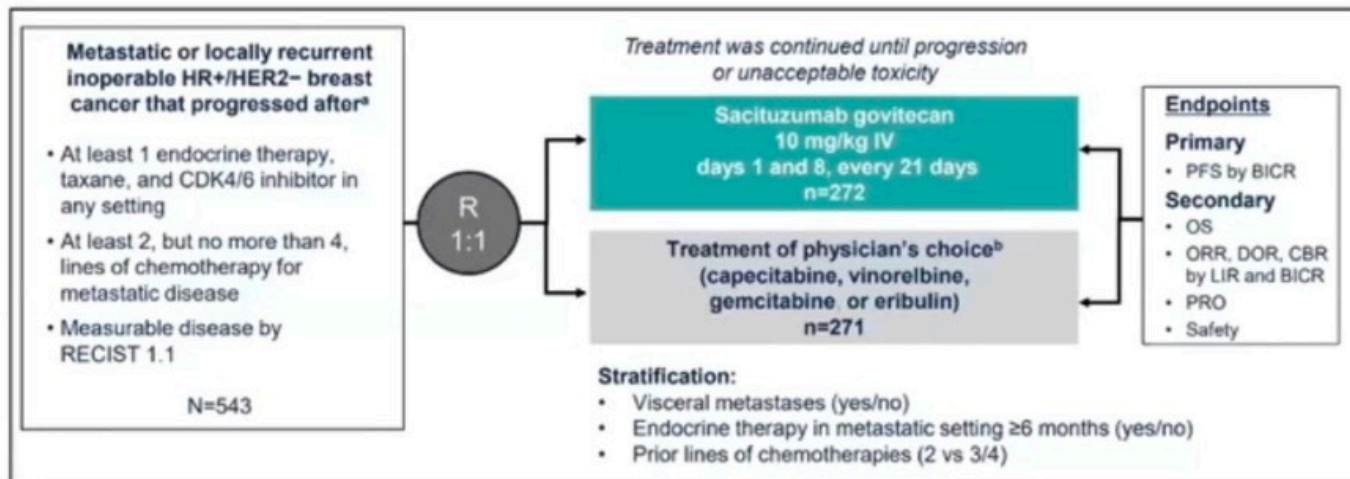 Metastatic or locally recurrent
inoperable HR+/HER2− breast
cancer that progressed afterᵃ
• At least 1 endocrine therapy,
taxane, and CDK4/6 inhibitor in
any setting
• At least 2, but no more than 4,
lines of chemotherapy for
metastatic disease
• Measurable disease by
RECIST 1.1
N=543
R
1:1
Treatment was continued until progression
or unacceptable toxicity
Sacituzumab govitecan
10 mg/kg IV
days 1 and 8, every 21 days
n=272
Treatment of physician's choiceᵇ
(capecitabine, vinorelbine,
gemcitabine, or eribulin)
n=271
Stratification:
• Visceral metastases (yes/no)
• Endocrine therapy in metastatic setting ≥6 months (yes/no)
• Prior lines of chemotherapies (2 vs 3/4)
Endpoints
Primary
• PFS by BICR
Secondary
• OS
• ORR, DOR, CBR
by LIR and BICR
• PRO
• Safety